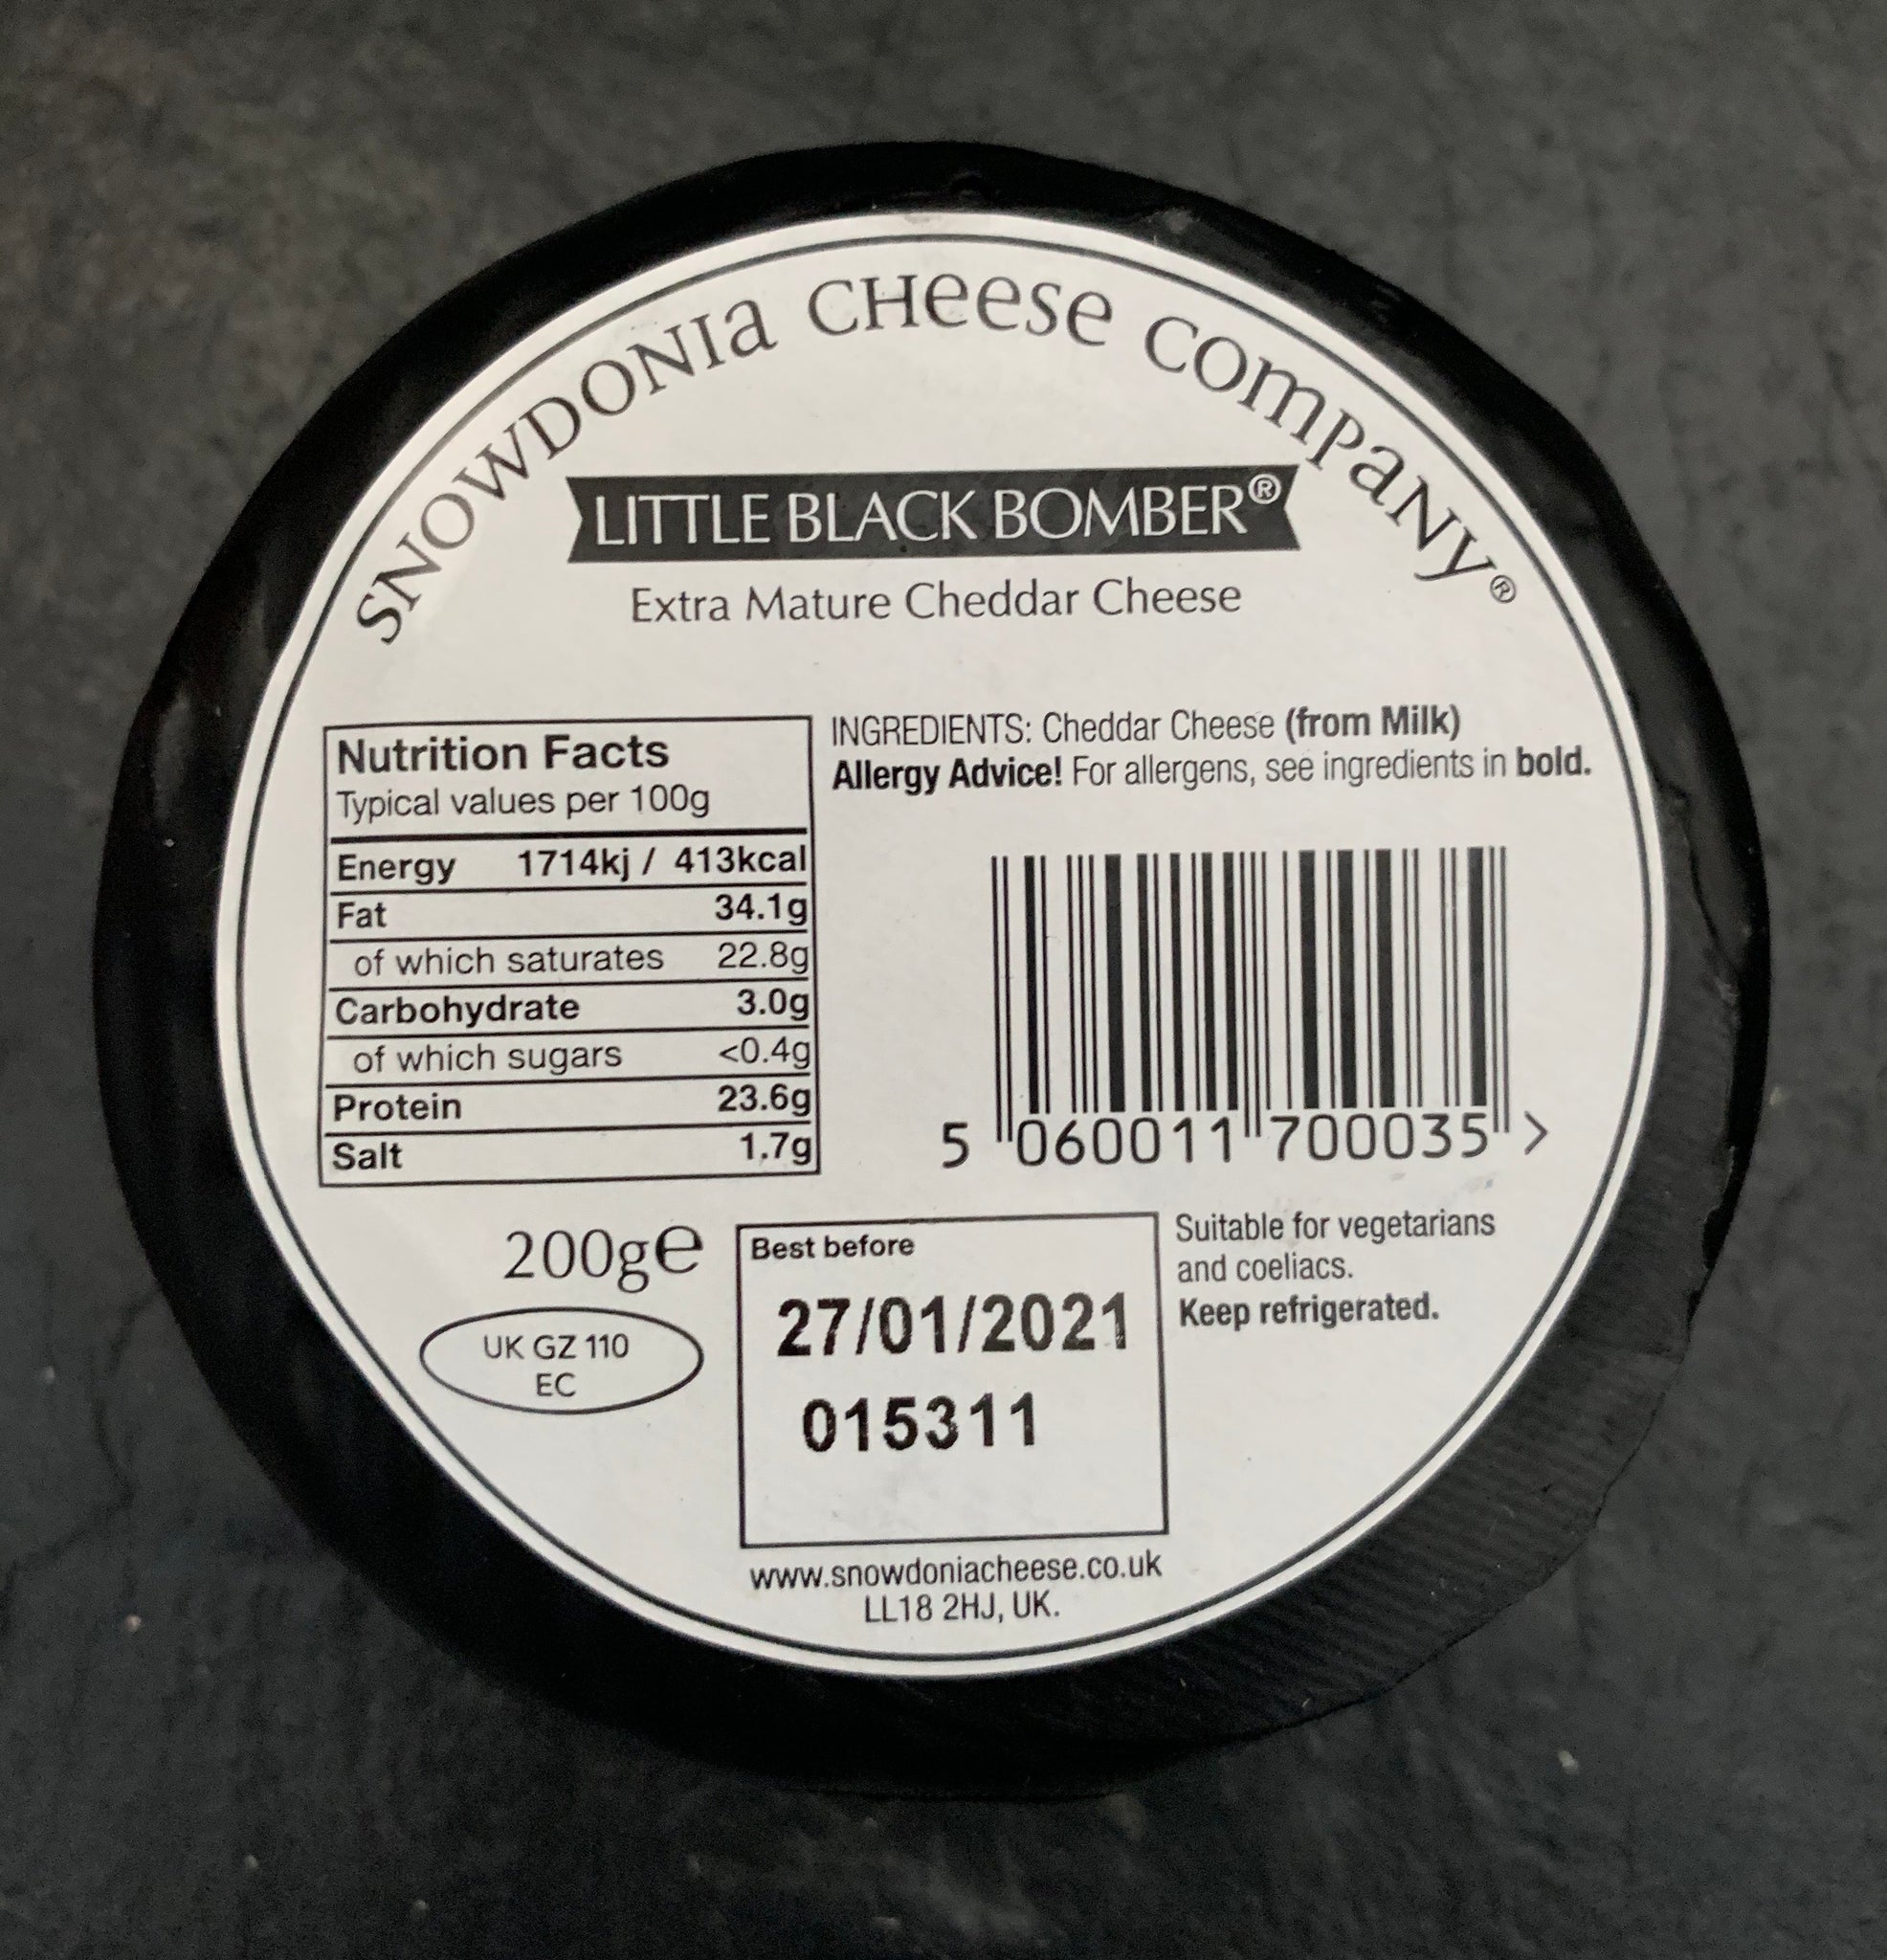 SNOWDONIa CHeese compaNy®
LITTLE BLACK BOMBER®
Extra Mature Cheddar Cheese
INGREDIENTS: Cheddar Cheese (from Milk)
Allergy Advice! For allergens, see ingredients in bold.
Nutrition Facts
Typical values per 100g
Energy 1714kj / 413kcal
Fat 34.1g
of which saturates 22.8g
Carbohydrate 3.0g
of which sugars <0.4g
Protein 23.6g
Salt 1.7g
5 060011 700035 >
200g℮
UK GZ 110
EC
Best before
27/01/2021
015311
Suitable for vegetarians
and coeliacs.
Keep refrigerated.
www.snowdoniacheese.co.uk
LL18 2HJ, UK.